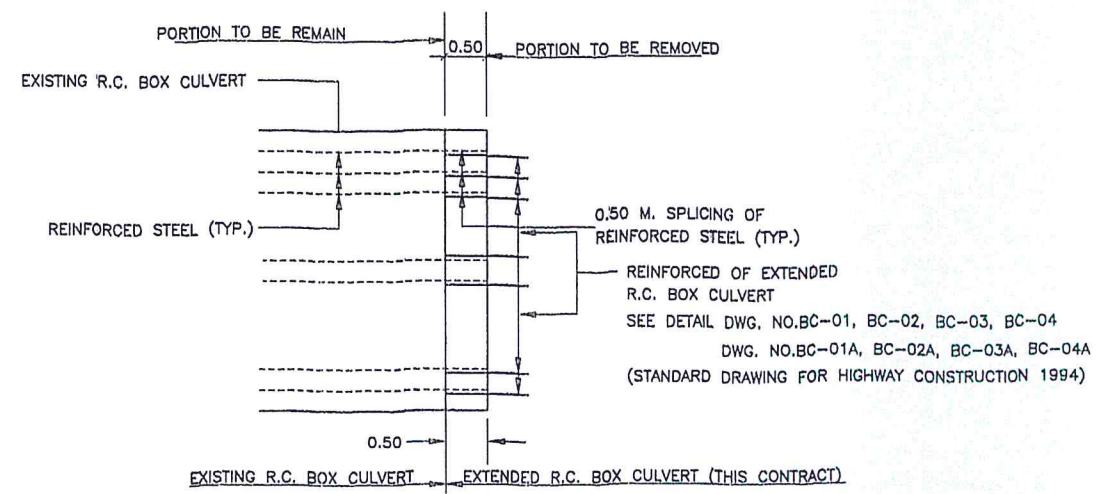 PORTION TO BE REMAIN
0.50
PORTION TO BE REMOVED
EXISTING R.C. BOX CULVERT
REINFORCED STEEL (TYP.)
0.50 M. SPLICING OF
REINFORCED STEEL (TYP.)
REINFORCED OF EXTENDED
R.C. BOX CULVERT
SEE DETAIL DWG. NO.BC-01, BC-02, BC-03, BC-04
DWG. NO.BC-01A, BC-02A, BC-03A, BC-04A
(STANDARD DRAWING FOR HIGHWAY CONSTRUCTION 1994)
0.50
EXISTING R.C. BOX CULVERT
EXTENDED R.C. BOX CULVERT (THIS CONTRACT)